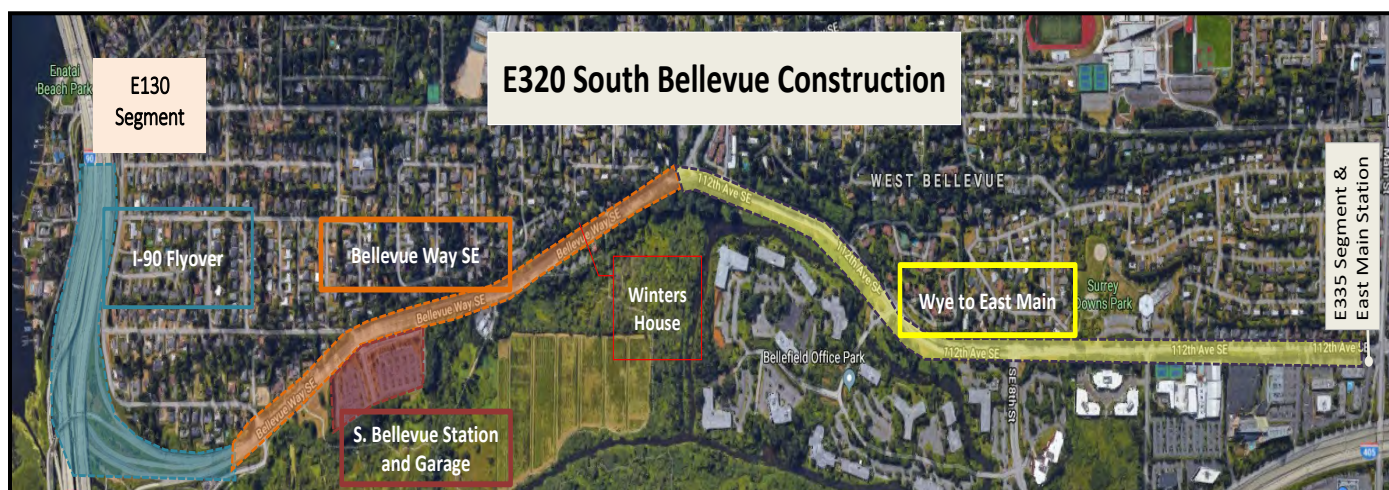 E320 South Bellevue Construction
Enatai
Beach Park
E130
Segment
90
I-90 Flyover
Bellevue Way SE
Bellevue Way SE
Bellevue Way SE
Bellevue Way SE
S. Bellevue Station
and Garage
Winters
House
112th Ave SE
112th Ave SE
WEST BELLEVUE
Wye to East Main
Surrey
Downs Park
Bellefield Office Park
112th Ave SE
112th Ave SE
112th Ave SE
SE 8th St
E335 Segment &
East Main Station
405